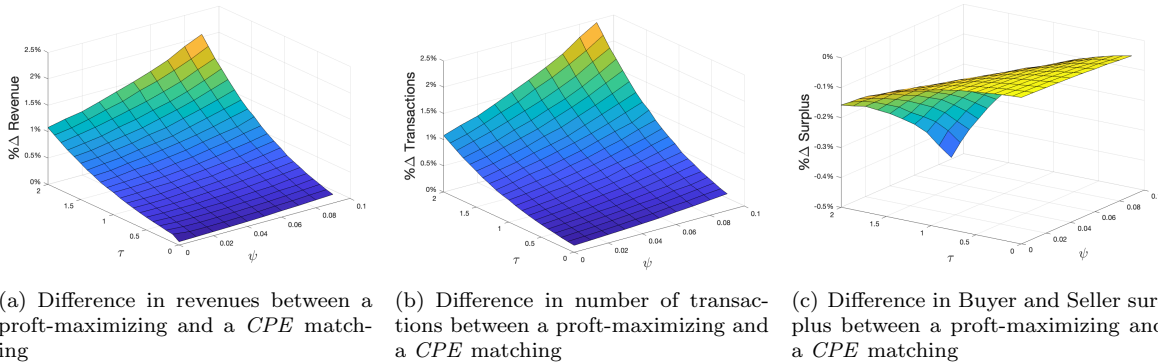 2.5%
2%
1.5%
1%
0.5%
0%
%Δ Revenue
2
1.5
1
0.5
0
τ
0
0.02
0.04
0.06
0.08
0.1
ψ
2.5%
2%
1.5%
1%
0.5%
0%
%Δ Transactions
2
1.5
1
0.5
0
τ
0
0.02
0.04
0.06
0.08
0.1
ψ
0%
-0.1%
-0.2%
-0.3%
-0.4%
-0.5%
%Δ Surplus
2
1.5
1
0.5
0
τ
0
0.02
0.04
0.06
0.08
0.
ψ
(a) Difference in revenues between a
proft-maximizing and a CPE match-
ing
(b) Difference in number of transac-
tions between a proft-maximizing and
a CPE matching
(c) Difference in Buyer and Seller sur
plus between a proft-maximizing and
a CPE matching